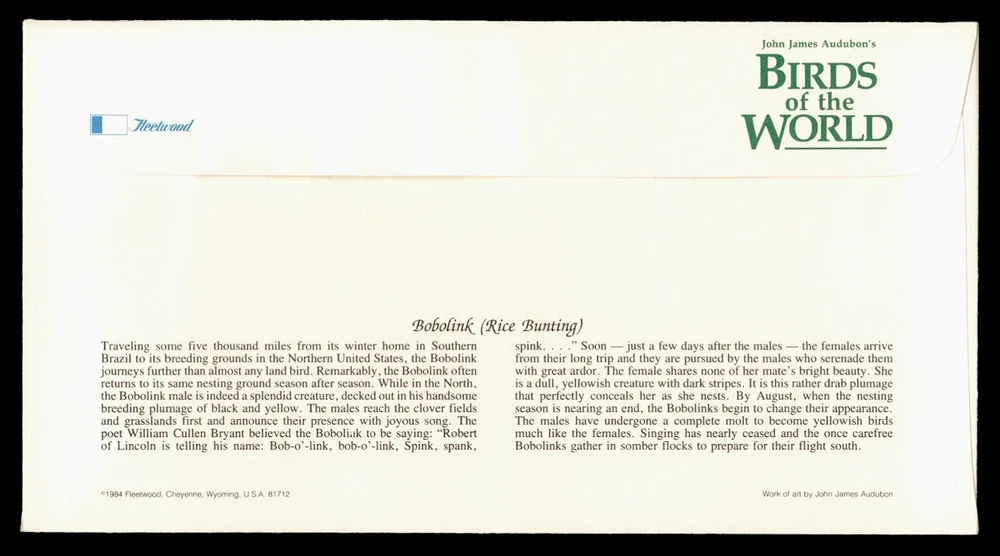 John James Audubon's
BIRDS
of the
WORLD
Fleetwood
Bobolink (Rice Bunting)
Traveling some five thousand miles from its winter home in Southern
Brazil to its breeding grounds in the Northern United States, the Bobolink
journeys further than almost any land bird. Remarkably, the Bobolink often
returns to its same nesting ground season after season. While in the North,
the Bobolink male is indeed a splendid creature, decked out in his handsome
breeding plumage of black and yellow. The males reach the clover fields
and grasslands first and announce their presence with joyous song. The
poet William Cullen Bryant believed the Bobolink to be saying: “Robert
of Lincoln is telling his name: Bob-o'-link, bob-o'-link, Spink, spank,
spink. . . .” Soon — just a few days after the males — the females arrive
from their long trip and they are pursued by the males who serenade them
with great ardor. The female shares none of her mate's bright beauty. She
is a dull, yellowish creature with dark stripes. It is this rather drab plumage
that perfectly conceals her as she nests. By August, when the nesting
season is nearing an end, the Bobolinks begin to change their appearance.
The males have undergone a complete molt to become yellowish birds
much like the females. Singing has nearly ceased and the once carefree
Bobolinks gather in somber flocks to prepare for their flight south.
©1984 Fleetwood, Cheyenne, Wyoming, U.S.A. 81712
Work of art by John James Audubon